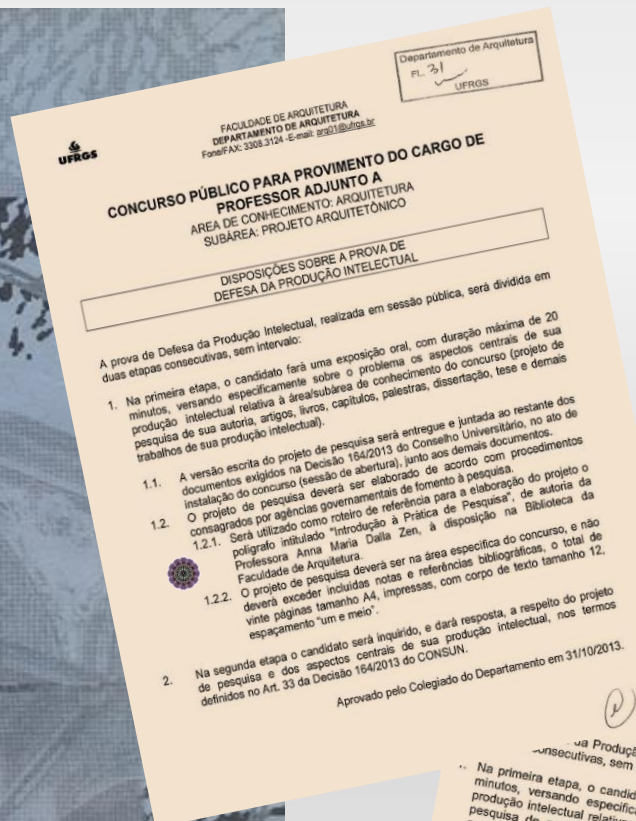 Departamento de Arquitetura
FL. 31
UFRGS
UFRGS
FACULDADE DE ARQUITETURA
DEPARTAMENTO DE ARQUITETURA
Fone/FAX: 3308.3124 -E-mail: arq01@ufrgs.br
CONCURSO PÚBLICO PARA PROVIMENTO DO CARGO DE
PROFESSOR ADJUNTO A
AREA DE CONHECIMENTO: ARQUITETURA
SUBÁREA: PROJETO ARQUITETÔNICO
DISPOSIÇÕES SOBRE A PROVA DE
DEFESA DA PRODUÇÃO INTELECTUAL
A prova de Defesa da Produção Intelectual, realizada em sessão pública, será dividida em
duas etapas consecutivas, sem intervalo:
1. Na primeira etapa, o candidato fará uma exposição oral, com duração máxima de 20
minutos, versando especificamente sobre o problema os aspectos centrais de sua
produção intelectual relativa à área/subárea de conhecimento do concurso (projeto de
pesquisa de sua autoria, artigos, livros, capítulos, palestras, dissertação, tese e demais
trabalhos de sua produção intelectual).
1.1. A versão escrita do projeto de pesquisa será entregue e juntada ao restante dos
documentos exigidos na Decisão 164/2013 do Conselho Universitário, no ato de
instalação do concurso (sessão de abertura), junto aos demais documentos.
1.2. O projeto de pesquisa deverá ser elaborado de acordo com procedimentos
consagrados por agências governamentais de fomento à pesquisa.
1.2.1. Será utilizado como roteiro de referência para a elaboração do projeto o
polígrafo intitulado "Introdução à Prática de Pesquisa", de autoria da
Professora Anna Maria Dalla Zen, à disposição na Biblioteca da
Faculdade de Arquitetura.
1.2.2. O projeto de pesquisa deverá ser na área especifica do concurso, e não
deverá exceder incluídas notas e referências bibliográficas, o total de
vinte páginas tamanho A4, impressas, com corpo de texto tamanho 12,
espaçamento "um e meio".
2. Na segunda etapa o candidato será inquirido, e dará resposta, a respeito do projeto
de pesquisa e dos aspectos centrais de sua produção intelectual, nos termos
definidos no Art. 33 da Decisão 164/2013 do CONSUN.
Aprovado pelo Colegiado do Departamento em 31/10/2013.
da Produçã
consecutivas, sem
Na primeira etapa, o candid
minutos, versando especifica
produção intelectual relativ
pesquisa de